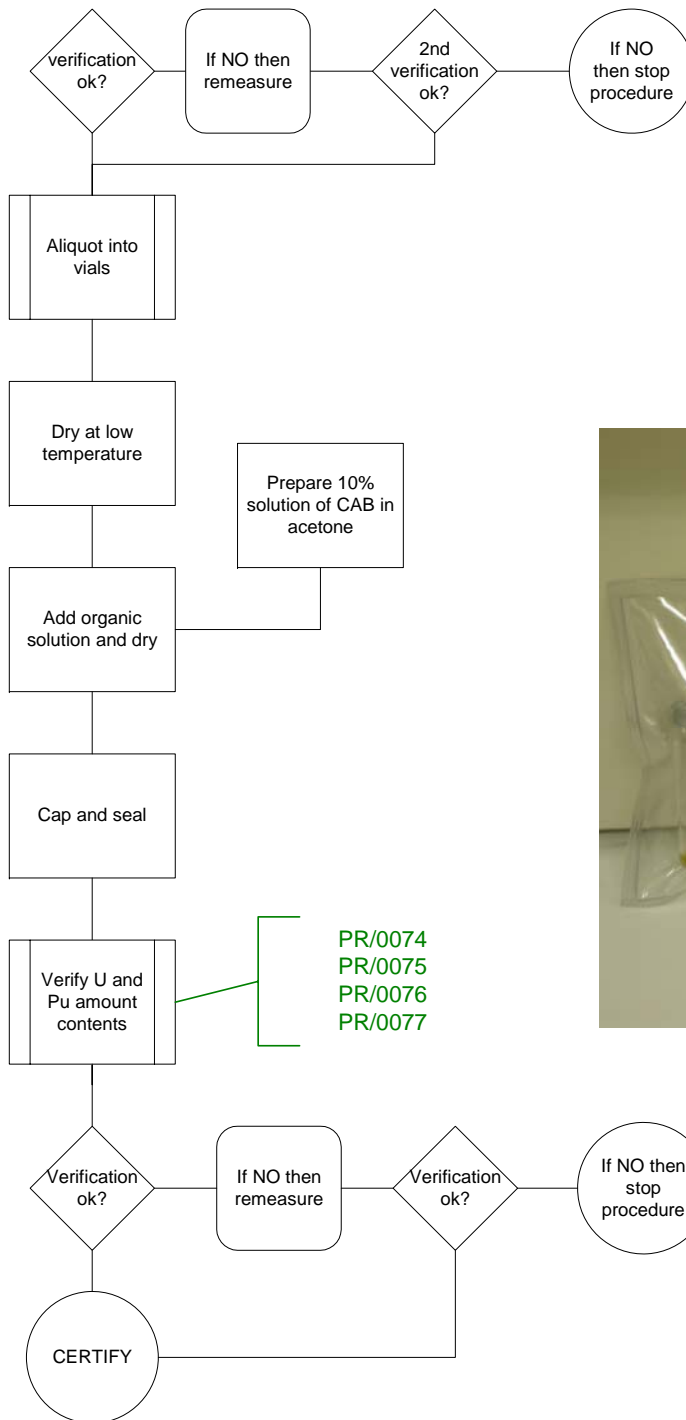 verification
ok?
If NO then
remeasure
2nd
verification
ok?
If NO
then stop
procedure
Aliquot into
vials
Dry at low
temperature
Prepare 10%
solution of CAB in
acetone
Add organic
solution and dry
Cap and seal
Verify U and
Pu amount
contents
PR/0074
PR/0075
PR/0076
PR/0077
Verification
ok?
If NO then
remeasure
Verification
ok?
If NO then
stop
procedure
CERTIFY